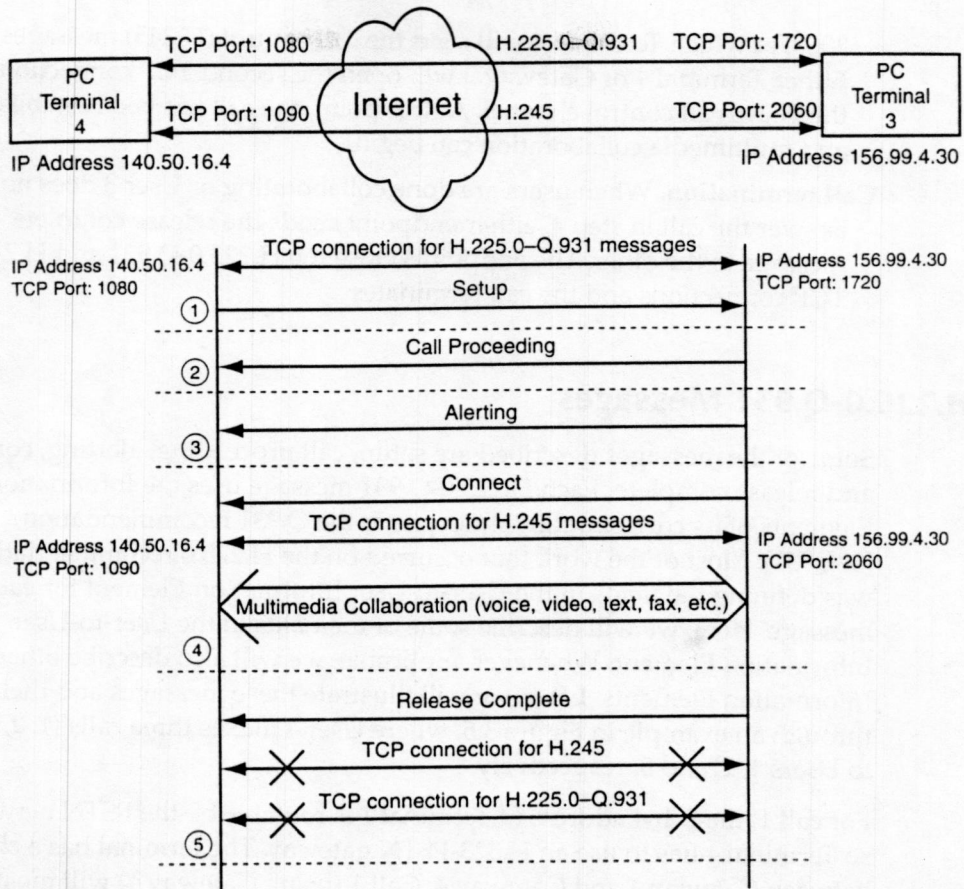 TCP Port: 1080
H.225.0–Q.931
TCP Port: 1720
PC
Terminal
4
Internet
PC
Terminal
3
TCP Port: 1090
H.245
TCP Port: 2060
IP Address 140.50.16.4
IP Address 156.99.4.30
TCP connection for H.225.0–Q.931 messages
IP Address 140.50.16.4
TCP Port: 1080
IP Address 156.99.4.30
TCP Port: 1720
Setup
1
Call Proceeding
2
Alerting
3
Connect
TCP connection for H.245 messages
IP Address 140.50.16.4
TCP Port: 1090
IP Address 156.99.4.30
TCP Port: 2060
Multimedia Collaboration (voice, video, text, fax, etc.)
4
Release Complete
TCP connection for H.245
TCP connection for H.225.0–Q.931
5